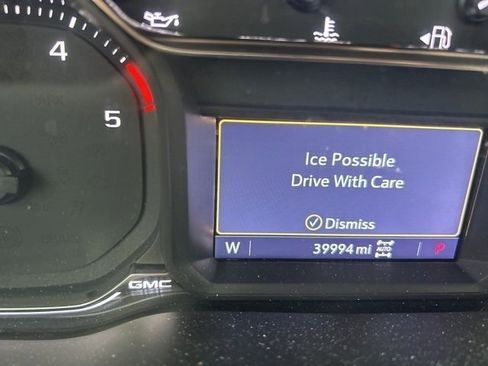 4
5
Ice Possible
Drive With Care
Dismiss
W 39994 mi AUTO P
GMC